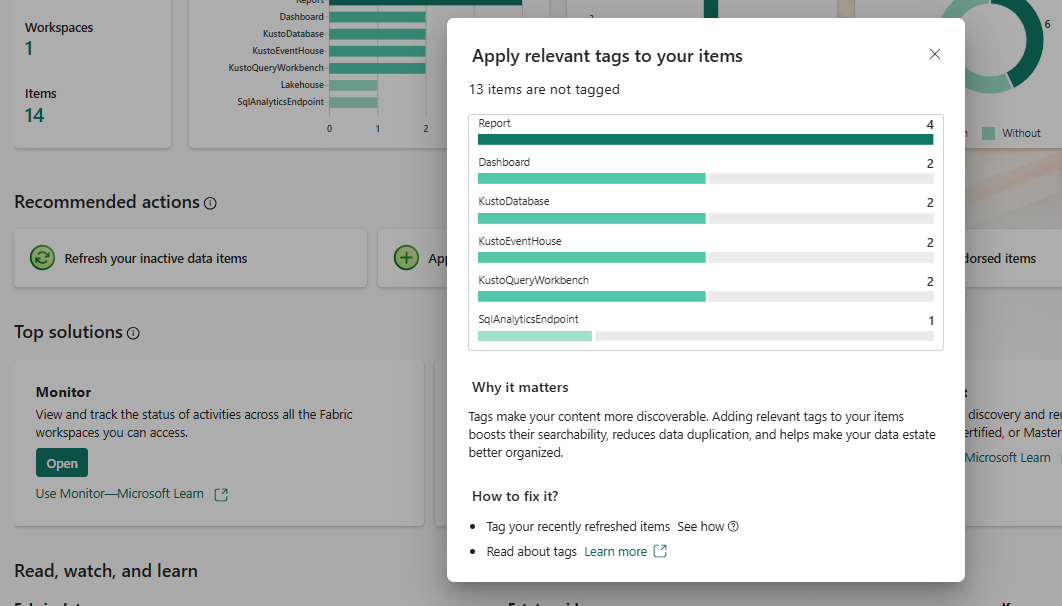 Workspaces
1
Items
14
Report
Dashboard
KustoDatabase
KustoEventHouse
KustoQueryWorkbench
Lakehouse
SqlAnalyticsEndpoint
0 1 2
6
Without
Recommended actions
Refresh your inactive data items
Top solutions
Monitor
View and track the status of activities across all the Fabric
workspaces you can access.
Open
Use Monitor—Microsoft Learn
discovery and
Microsoft Learn
Read, watch, and learn
Apply relevant tags to your items
13 items are not tagged
Report 4
Dashboard 2
KustoDatabase 2
KustoEventHouse 2
KustoQueryWorkbench 2
SqlAnalyticsEndpoint 1
Why it matters
Tags make your content more discoverable. Adding relevant tags to your items
boosts their searchability, reduces data duplication, and helps make your data estate
better organized.
How to fix it?
Tag your recently refreshed items See how
Read about tags Learn more
items
or Master